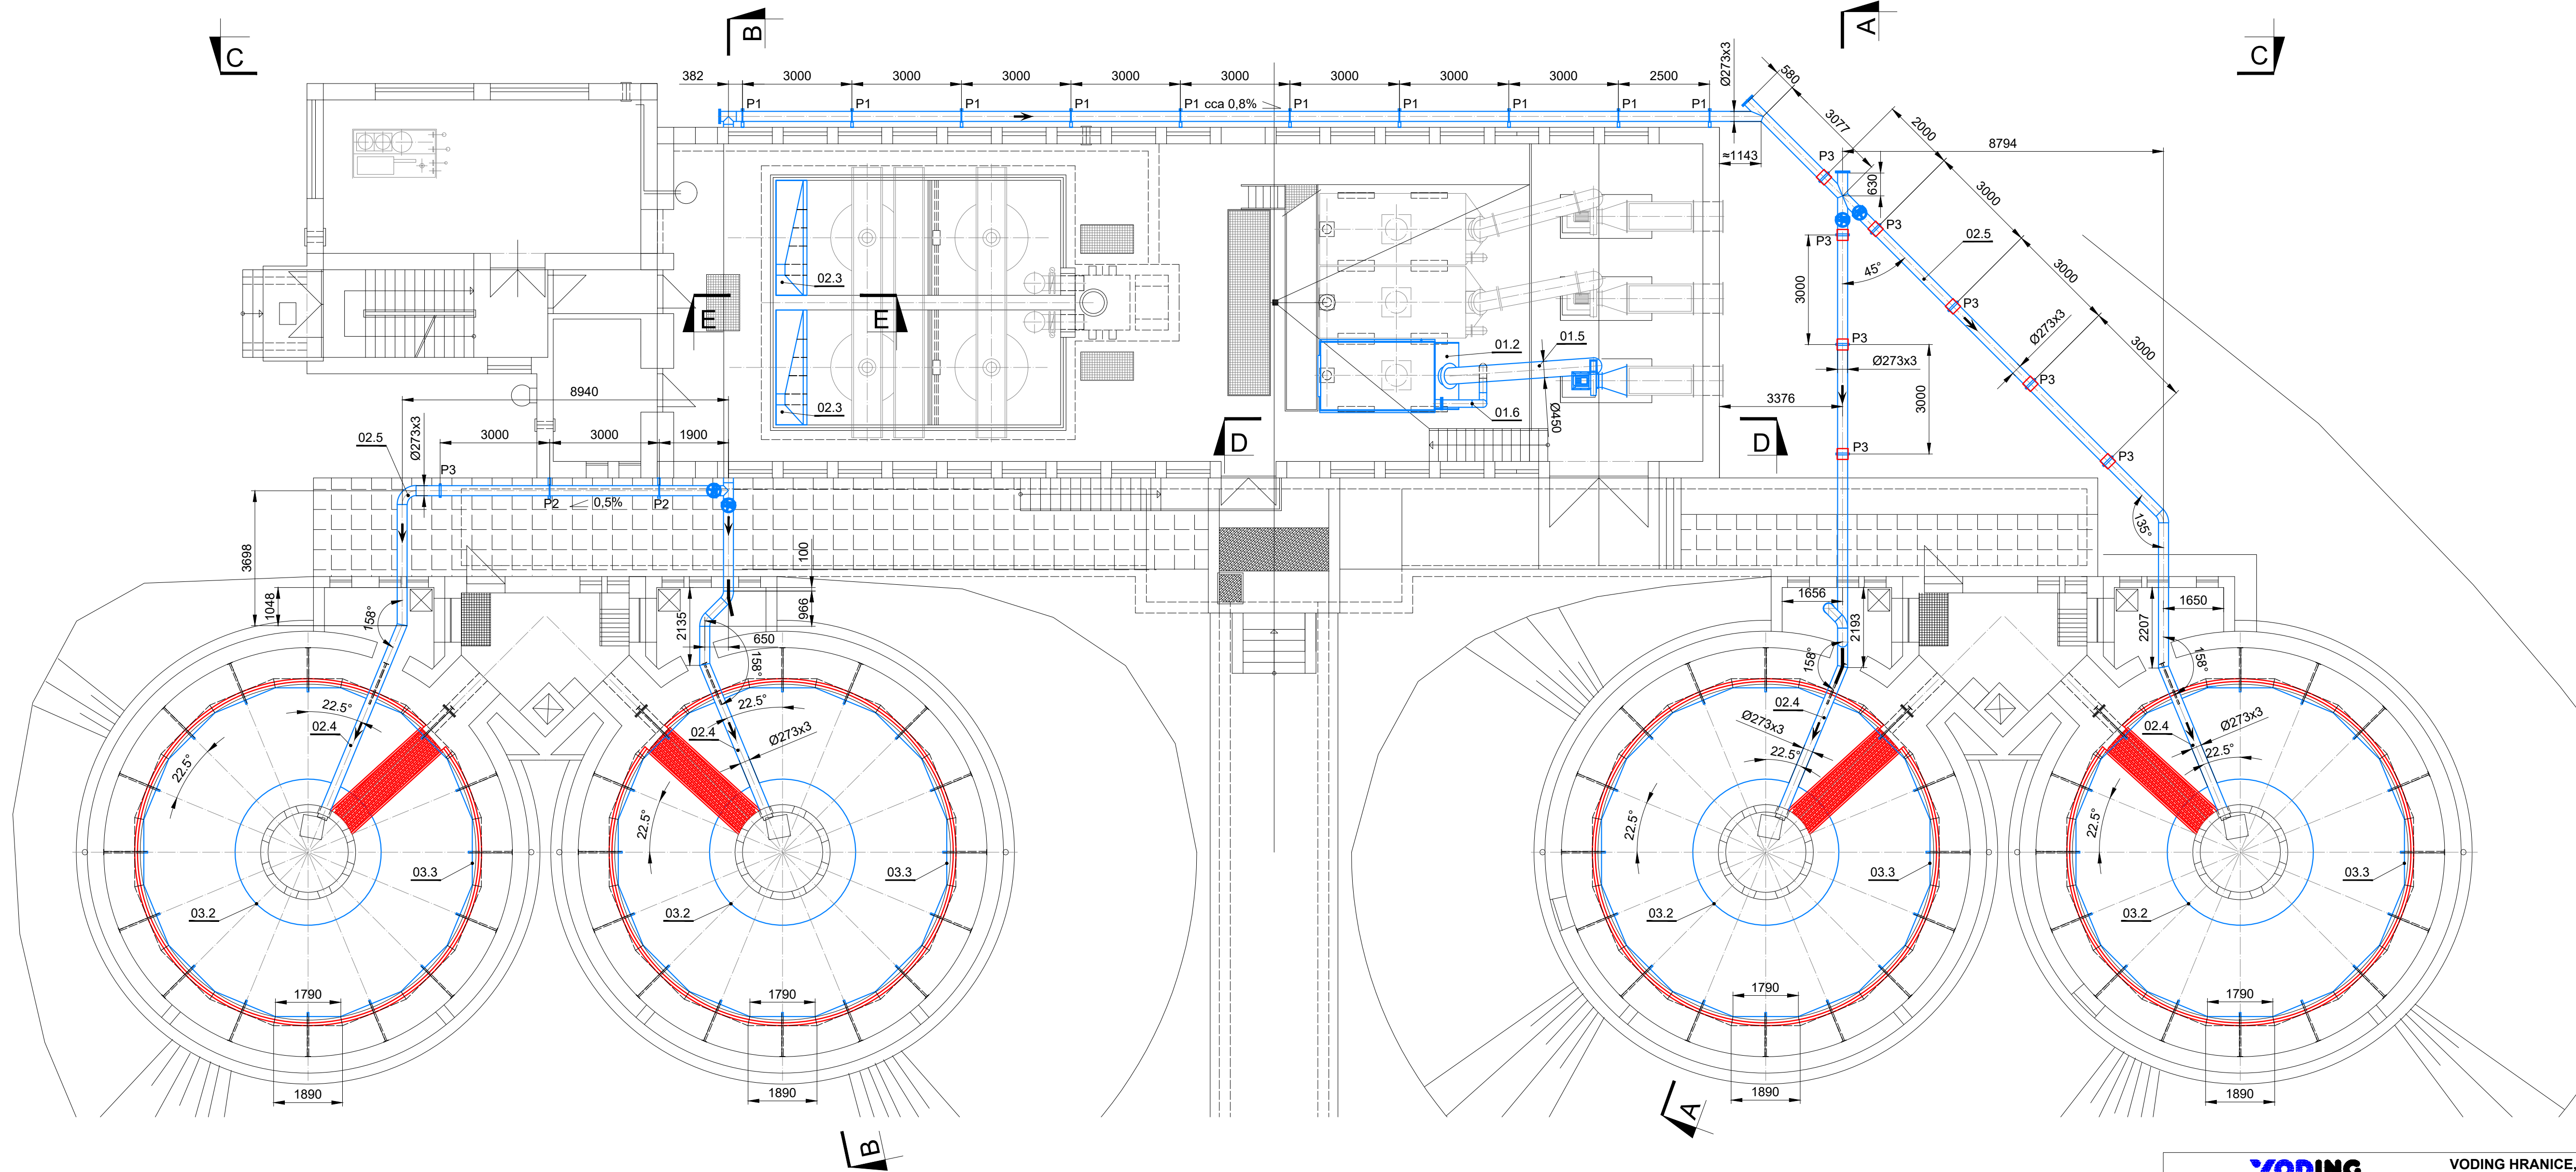 C
B
A
C
382
3000
3000
3000
3000
3000
3000
3000
3000
2500
Ø273x3
P1
P1
P1
P1
P1 cca 0,8%
P1
P1
P1
P1
P1
580
3077
2000
8794
≈1143
P3
630
3000
P3
P3
02.5
3000
45°
3000
P3
Ø273x3
3000
P3
P3
Ø273x3
3000
3376
P3
P3
135°
02.3
E
E
02.3
01.2
01.5
01.6
Ø450
D
D
8940
02.5
Ø273x3
3000
3000
1900
P3
P2
0,5%
P2
3698
1048
158°
100
966
2135
650
158°
1656
2193
158°
1650
2207
158°
22.5°
02.4
22.5°
22.5°
02.4
Ø273x3
22.5°
02.4
Ø273x3
22.5°
22.5°
02.4
Ø273x3
22.5°
22.5°
03.3
03.2
03.3
03.2
03.3
03.2
03.3
03.2
1790
1790
1790
1790
1890
1890
1890
1890
B
A
VODING
VODING HRANICE,